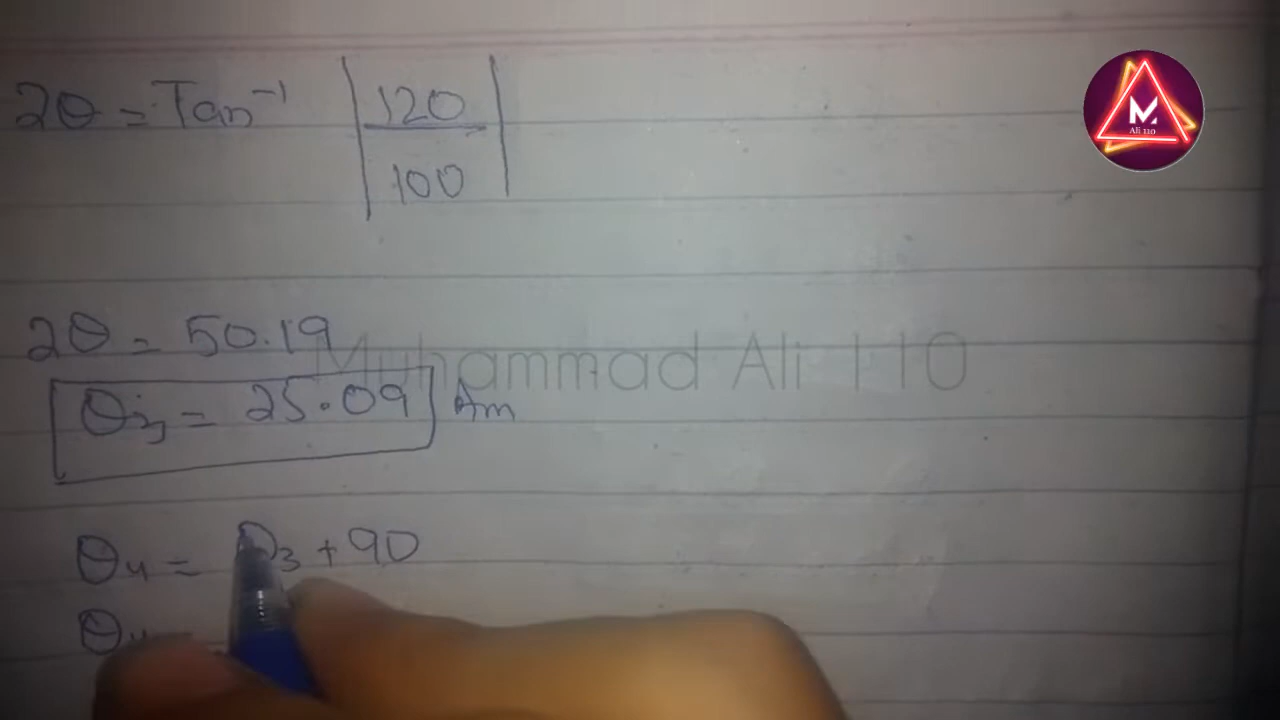 2θ = Tan⁻¹ | 120 / 100 |
M
Ali 110
2θ = 50.19
Muhammad Ali 110
θ₃ = 25.09 Am
θ₄ = θ₃ + 90
θ₄ =